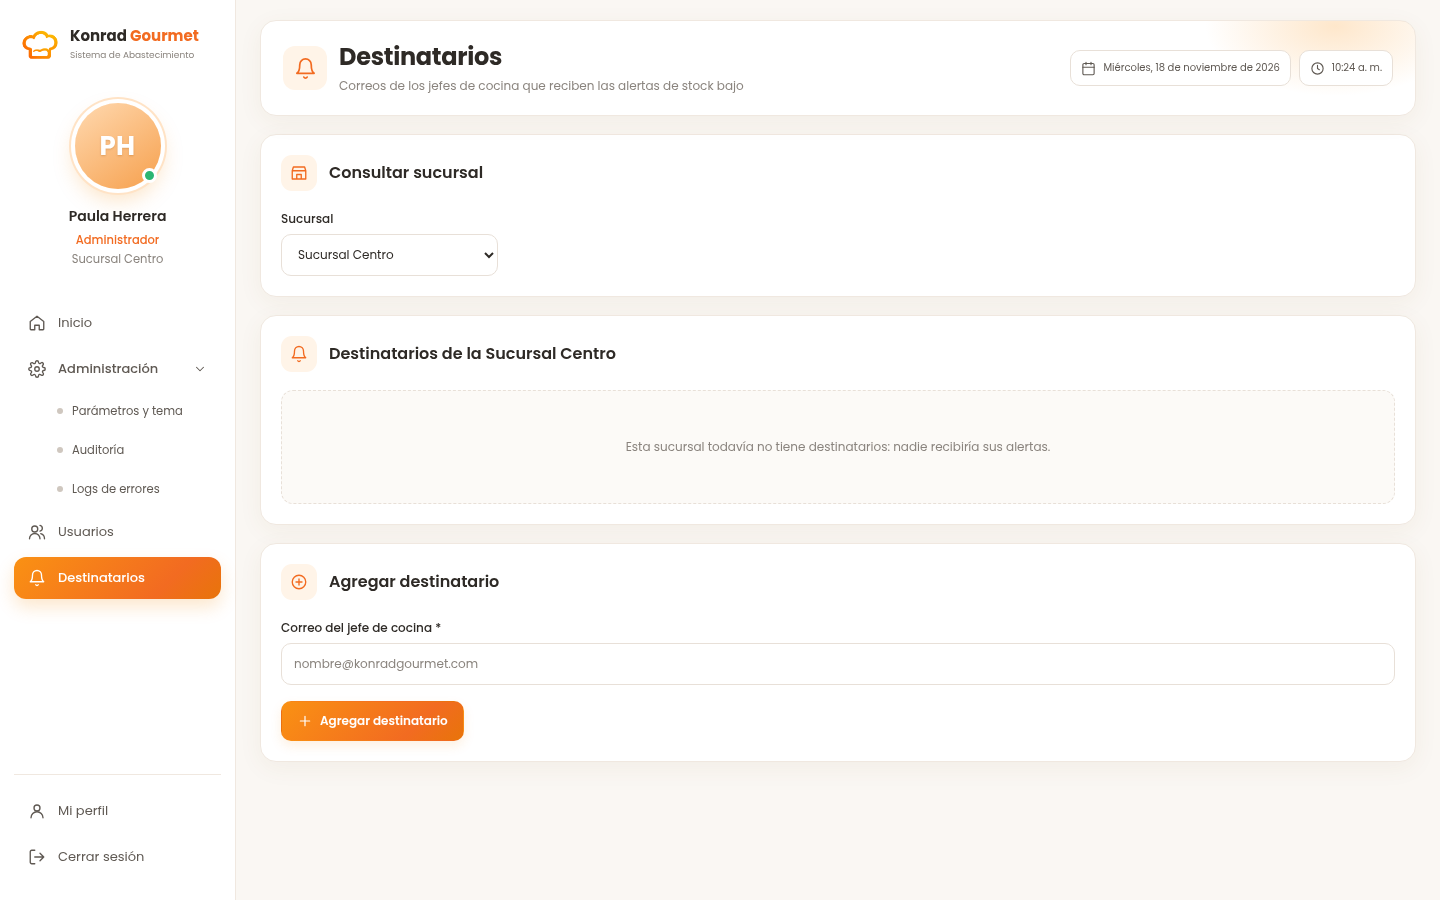 Konrad Gourmet
Sistema de Abastecimiento
PH
Paula Herrera
Administrador
Sucursal Centro
Inicio
Administración
Parámetros y tema
Auditoría
Logs de errores
Usuarios
Destinatarios
Mi perfil
Cerrar sesión
Destinatarios
Correos de los jefes de cocina que reciben las alertas de stock bajo
Miércoles, 18 de noviembre de 2026
10:24 a. m.
Consultar sucursal
Sucursal
Sucursal Centro
Destinatarios de la Sucursal Centro
Esta sucursal todavía no tiene destinatarios: nadie recibiría sus alertas.
Agregar destinatario
Correo del jefe de cocina *
nombre@konradgourmet.com
Agregar destinatario